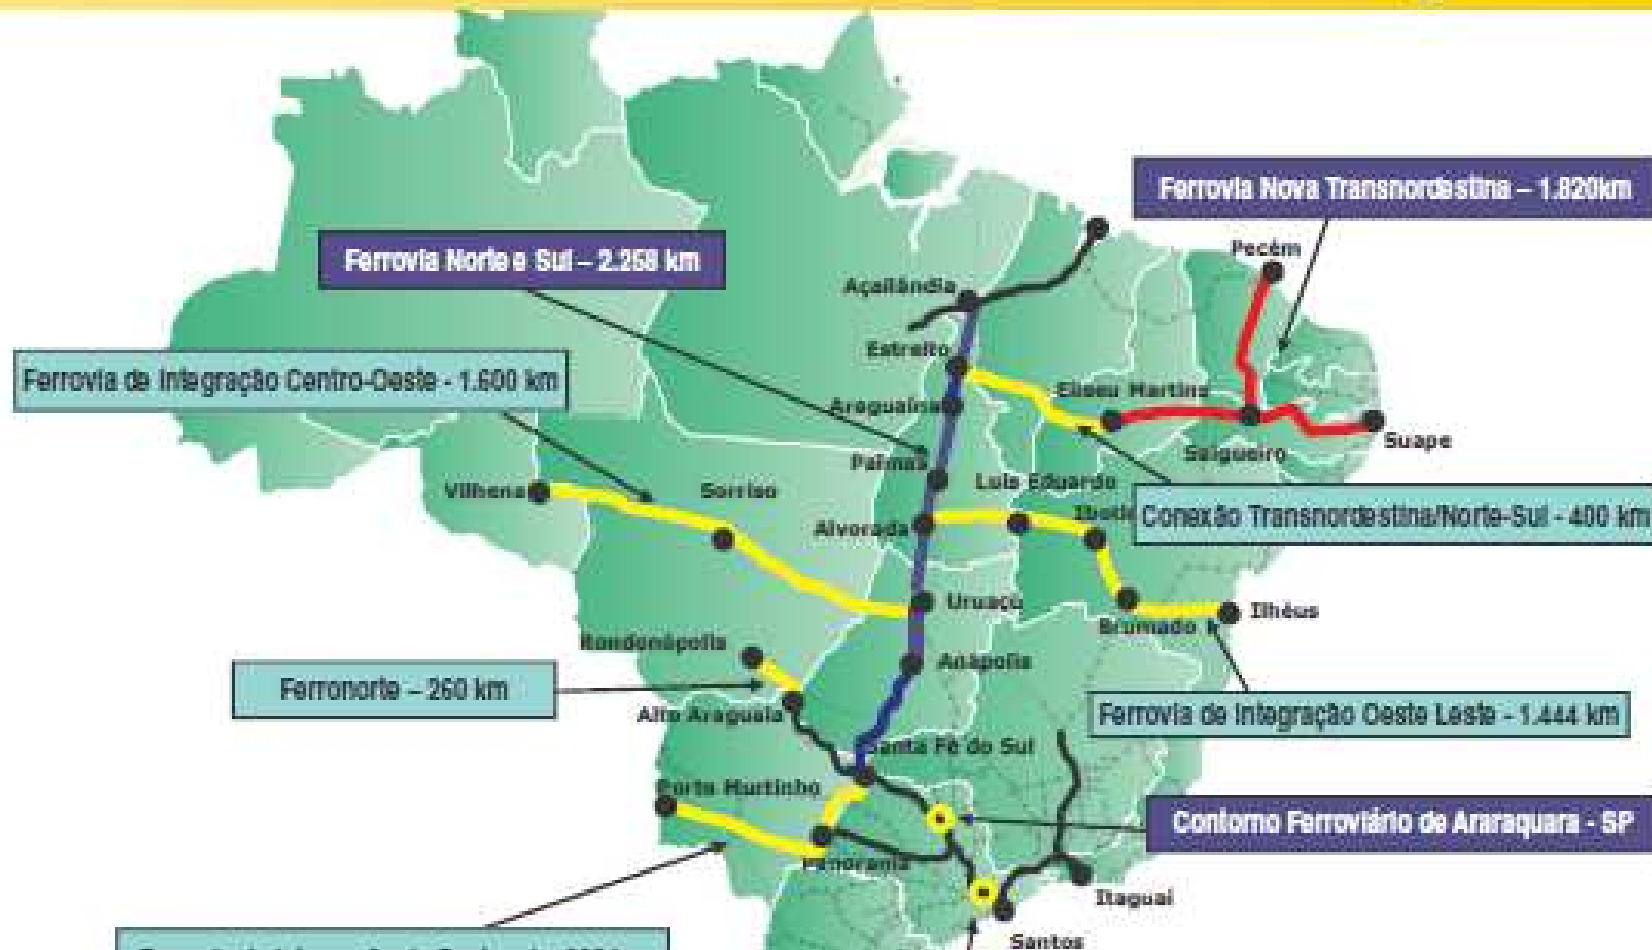 Ferrovia Nova Transnordestina – 1.820km
Pecém
Ferrovia Norte e Sul – 2.258 km
Açailândia
Estreito
Ferrovia de Integração Centro-Oeste - 1.600 km
Eliseu Martins
Araguaína
Suape
Salgueiro
Palmas
Luis Eduardo
Vilhena
Sorriso
Conexão Transnordestina/Norte-Sul - 400 km
Alvorada
Uruaçu
Ilhéus
Brumado
Rondonópolis
Anápolis
Ferronorte – 260 km
Alto Araguaia
Ferrovia de Integração Oeste Leste - 1.444 km
Santa Fé do Sul
Porto Murtinho
Contorno Ferroviário de Araraquara - SP
Panorama
Itaguaí
Santos